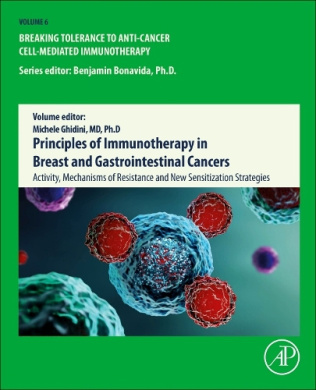 VOLUME 6
BREAKING TOLERANCE TO ANTI-CANCER
CELL-MEDIATED IMMUNOTHERAPY
Series editor: Benjamin Bonavida, Ph.D.
Volume editor:
Michele Ghidini, MD, Ph.D
Principles of Immunotherapy in
Breast and Gastrointestinal Cancers
Activity, Mechanisms of Resistance and New Sensitization Strategies
AP